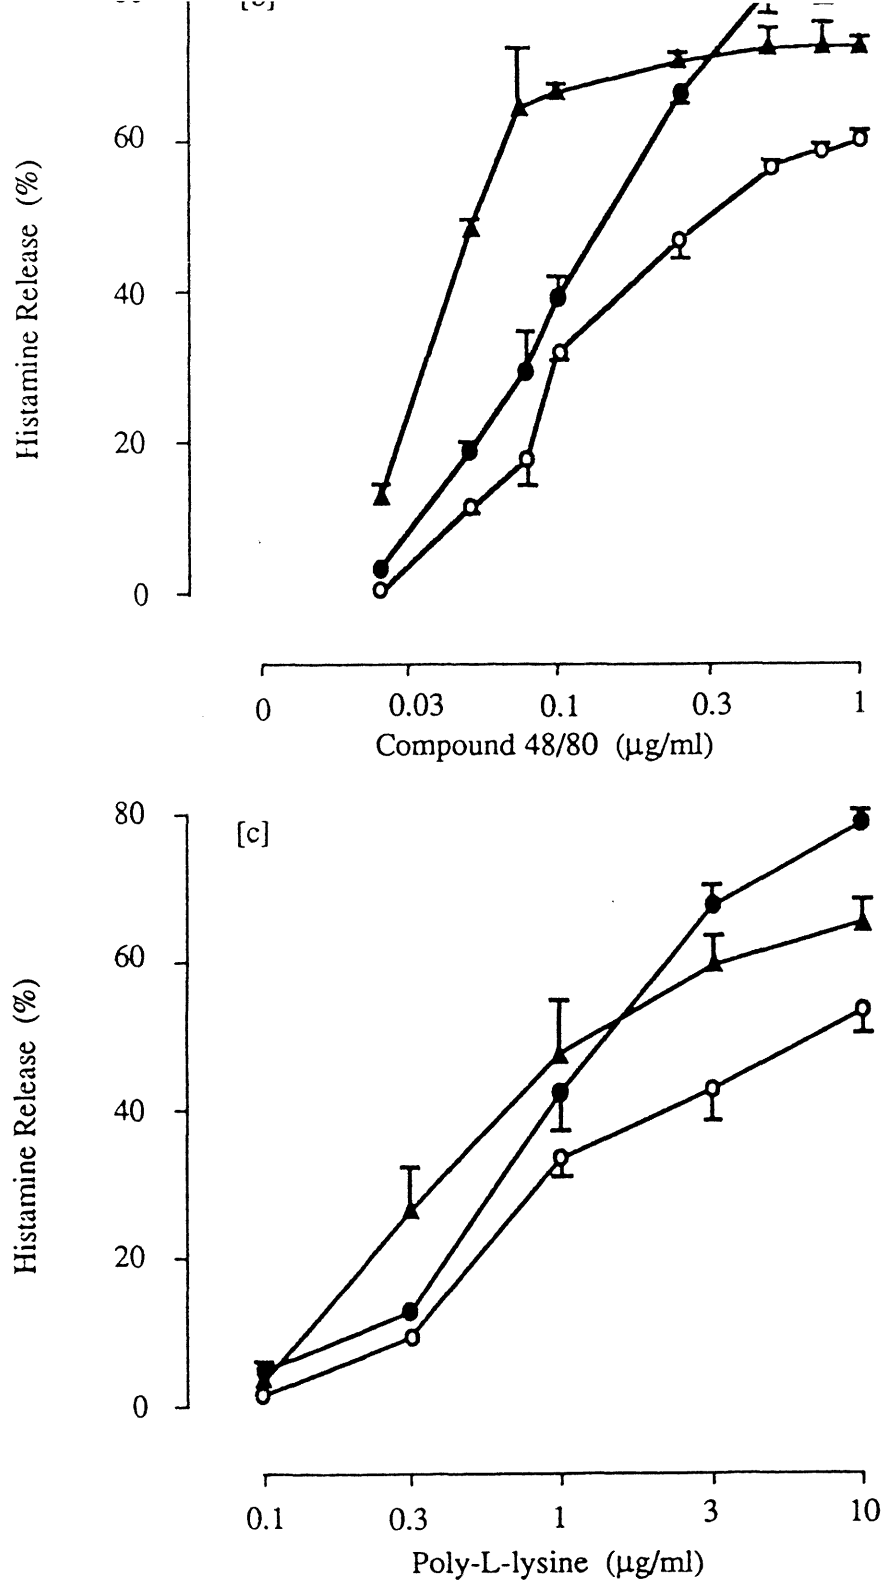 [b]
60
40
20
0
Histamine Release (%)
0 0.03 0.1 0.3 1
Compound 48/80 (μg/ml)
[c]
80
60
40
20
0
Histamine Release (%)
0.1 0.3 1 3 10
Poly-L-lysine (μg/ml)